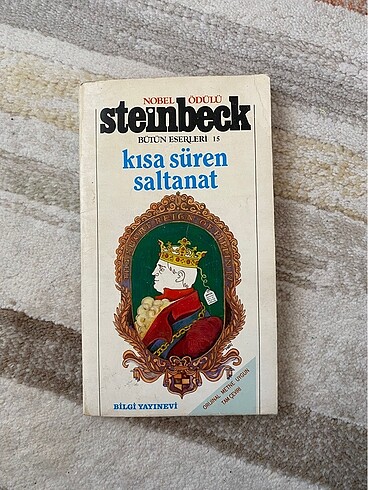 NOBEL ÖDÜLÜ
steinbeck
BÜTÜN ESERLERİ 15
kısa süren
saltanat
BİLGİ YAYINEVİ
ORİJİNAL METNE UYGUN
TAM ÇEVİRİ